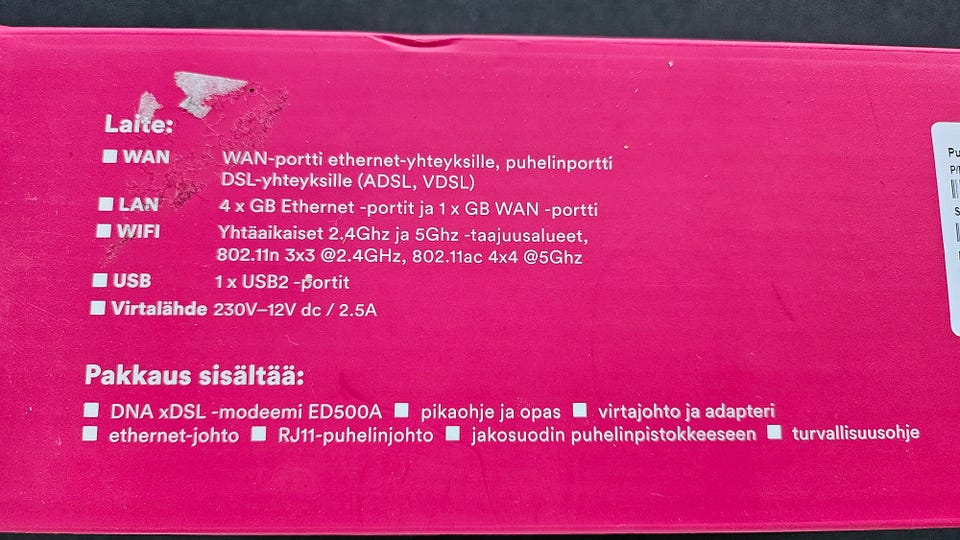 Laite:
WAN WAN-portti ethernet-yhteyksille, puhelinportti
DSL-yhteyksille (ADSL, VDSL)
LAN 4 x GB Ethernet -portit ja 1 x GB WAN -portti
WIFI Yhtäaikaiset 2.4Ghz ja 5Ghz -taajuusalueet,
802.11n 3x3 @2.4GHz, 802.11ac 4x4 @5Ghz
USB 1 x USB2 -portit
Virtalähde 230V–12V dc / 2.5A
Pakkaus sisältää:
DNA xDSL -modeemi ED500A pikaohje ja opas virtajohto ja adapteri
ethernet-johto RJ11-puhelinjohto jakosuodin puhelinpistokkeeseen turvallisuusohje